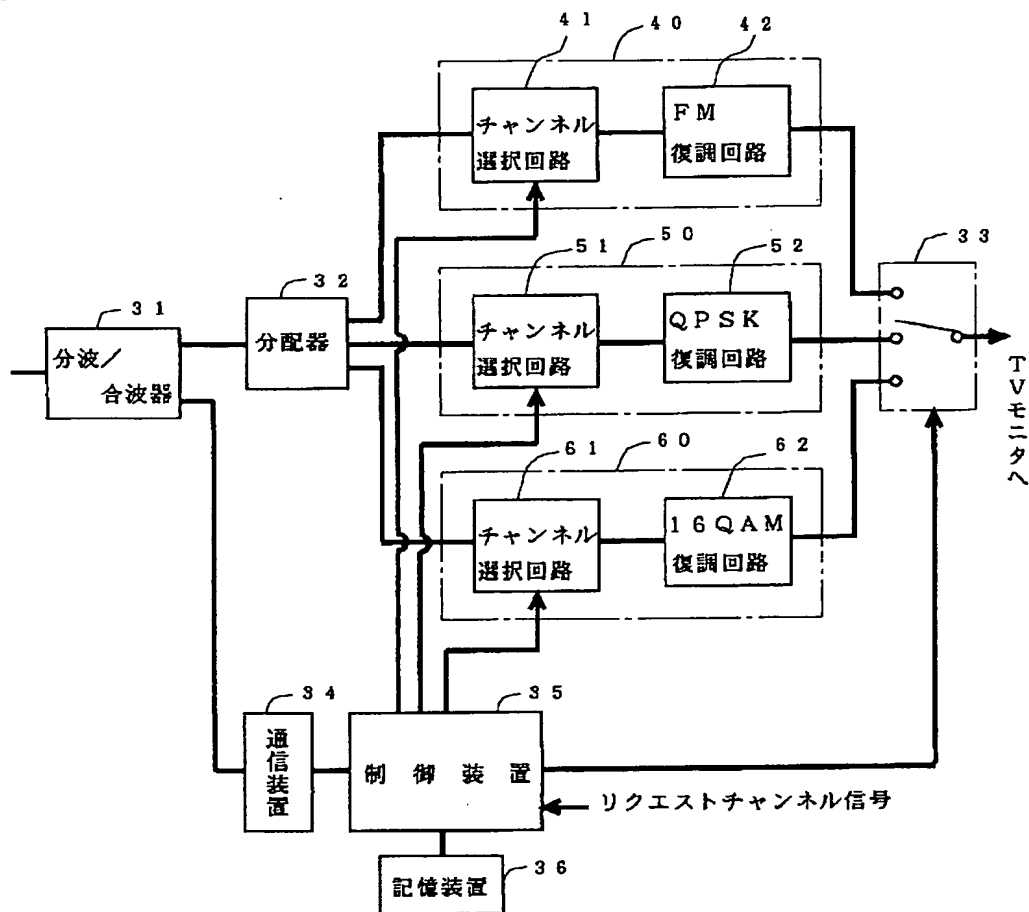 41
40
42
チャンネル
選択回路
FM
復調回路
51
50
52
33
31
32
分波／
合波器
分配器
チャンネル
選択回路
QPSK
復調回路
TVモニタへ
61
60
62
チャンネル
選択回路
16QAM
復調回路
34
35
通信装置
制御装置
リクエストチャンネル信号
36
記憶装置